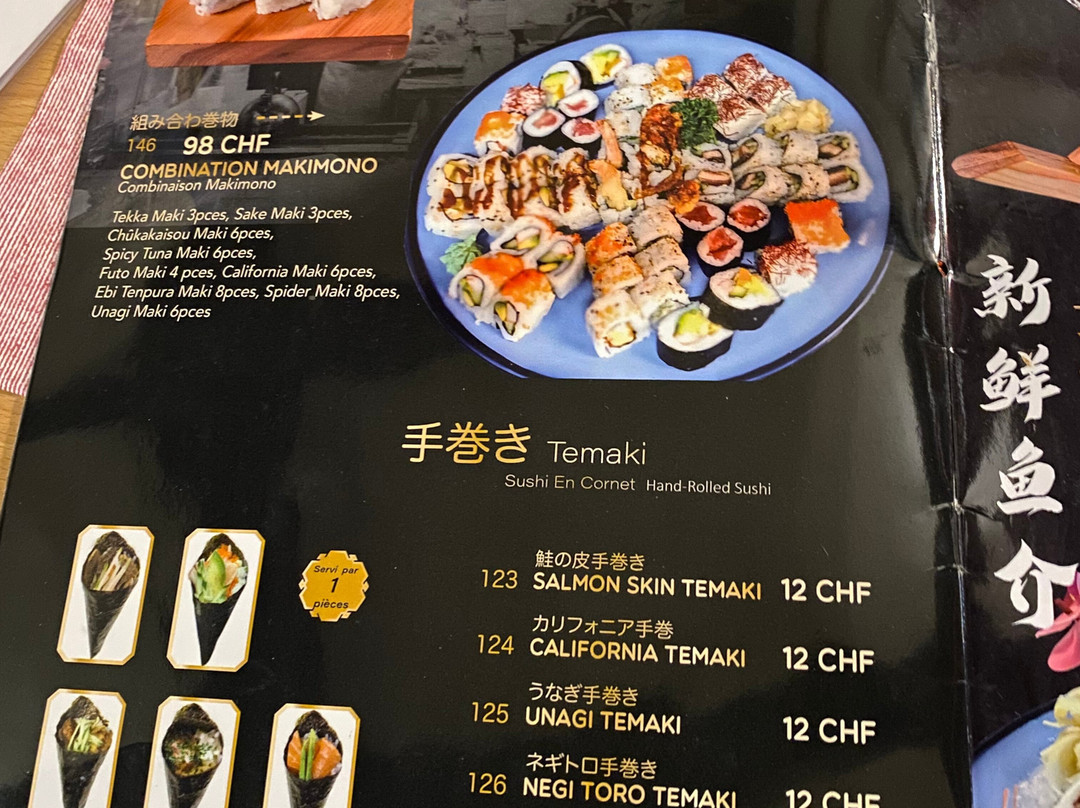 組み合わ巻物
146 98 CHF
COMBINATION MAKIMONO
Combinaison Makimono
Tekka Maki 3pces, Sake Maki 3pces,
Chûkakaisou Maki 6pces,
Spicy Tuna Maki 6pces,
Futo Maki 4 pces, California Maki 6pces,
Ebi Tenpura Maki 8pces, Spider Maki 8pces,
Unagi Maki 6pces
手巻き Temaki
Sushi En Cornet Hand-Rolled Sushi
Servi par
1
pièces
鮭の皮手巻き
123 SALMON SKIN TEMAKI 12 CHF
カリフォニア手巻
124 CALIFORNIA TEMAKI 12 CHF
うなぎ手巻き
125 UNAGI TEMAKI 12 CHF
ネギトロ手巻き
126 NEGI TORO TEMAKI 12 CHF
新鮮魚介